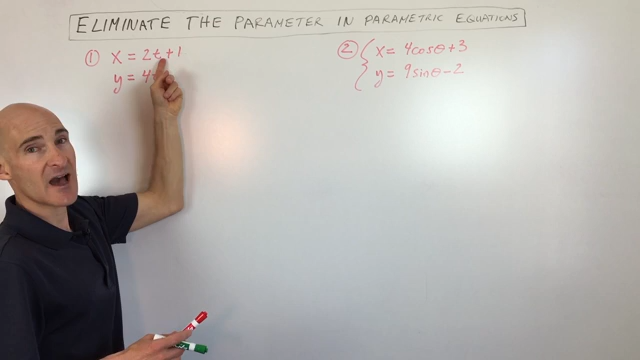 ELIMINATE THE PARAMETER IN PARAMETRIC EQUATIONS
① x = 2t + 1
y = 4
② x = 4cosθ + 3
y = 9sinθ - 2